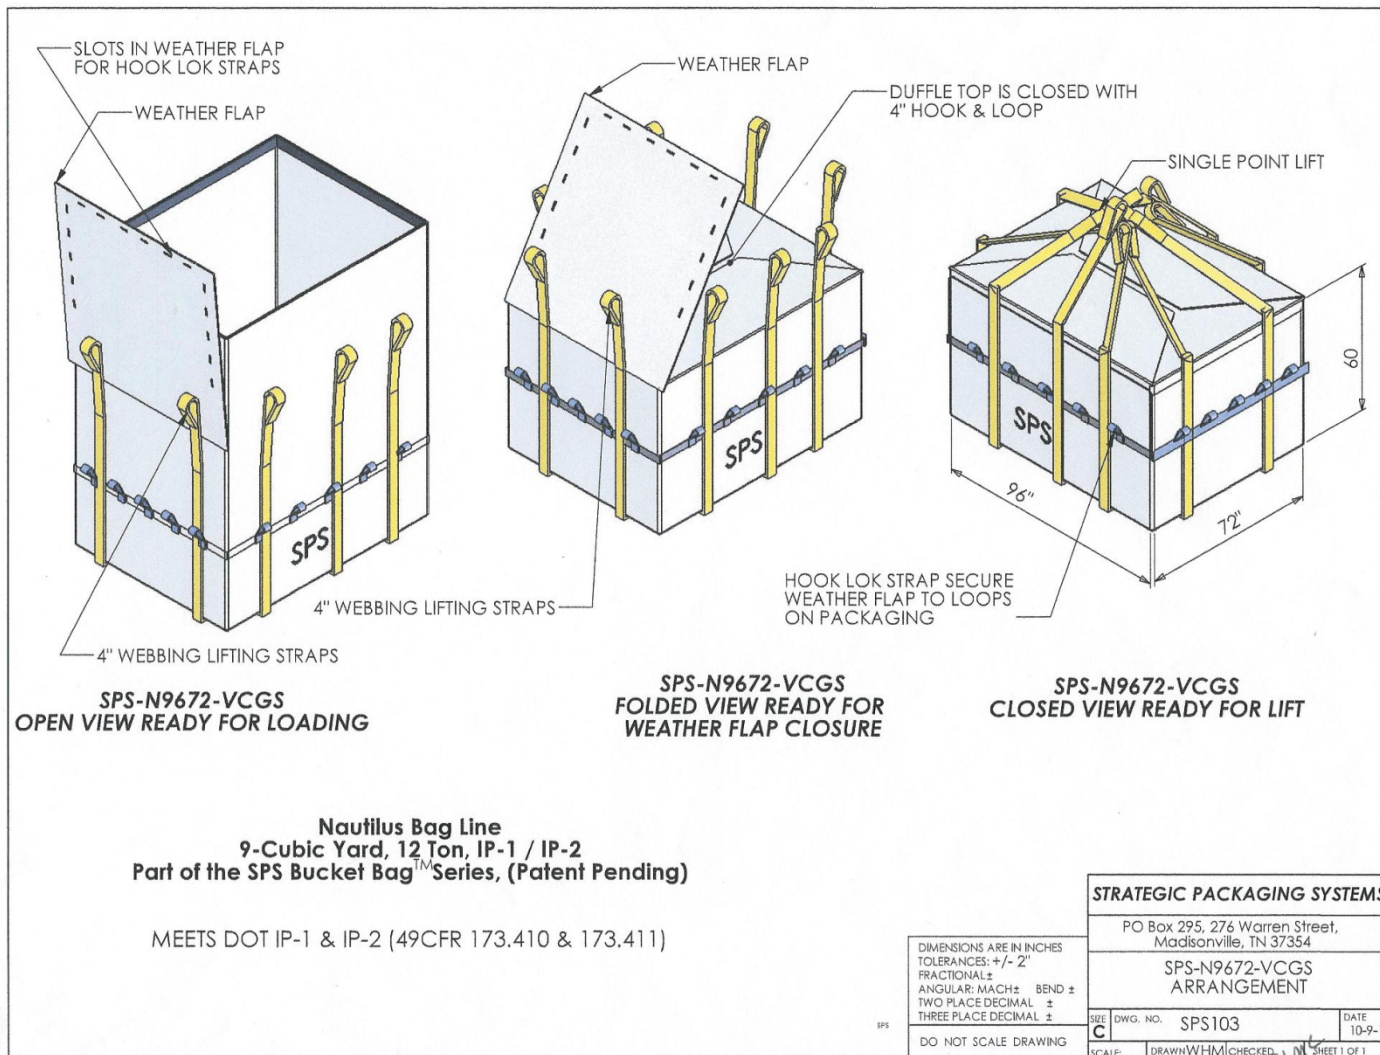 SLOTS IN WEATHER FLAP
FOR HOOK LOK STRAPS
WEATHER FLAP
WEATHER FLAP
DUFFLE TOP IS CLOSED WITH
4" HOOK & LOOP
SINGLE POINT LIFT
SPS
SPS
SPS
60
96"
72"
4" WEBBING LIFTING STRAPS
4" WEBBING LIFTING STRAPS
HOOK LOK STRAP SECURE
WEATHER FLAP TO LOOPS
ON PACKAGING
SPS-N9672-VCGS
OPEN VIEW READY FOR LOADING
SPS-N9672-VCGS
FOLDED VIEW READY FOR
WEATHER FLAP CLOSURE
SPS-N9672-VCGS
CLOSED VIEW READY FOR LIFT
Nautilus Bag Line
9-Cubic Yard, 12 Ton, IP-1 / IP-2
Part of the SPS Bucket Bag™ Series, (Patent Pending)
MEETS DOT IP-1 & IP-2 (49CFR 173.410 & 173.411)
SPS
DIMENSIONS ARE IN INCHES
TOLERANCES: +/- 2"
FRACTIONAL±
ANGULAR: MACH± BEND ±
TWO PLACE DECIMAL ±
THREE PLACE DECIMAL ±
DO NOT SCALE DRAWING
STRATEGIC PACKAGING SYSTEMS
PO Box 295, 276 Warren Street,
Madisonville, TN 37354
SPS-N9672-VCGS
ARRANGEMENT
SIZE
C
DWG. NO.
SPS103
DATE
10-9-
SCALE:
DRAWN WHM
CHECKED
SHEET 1 OF 1